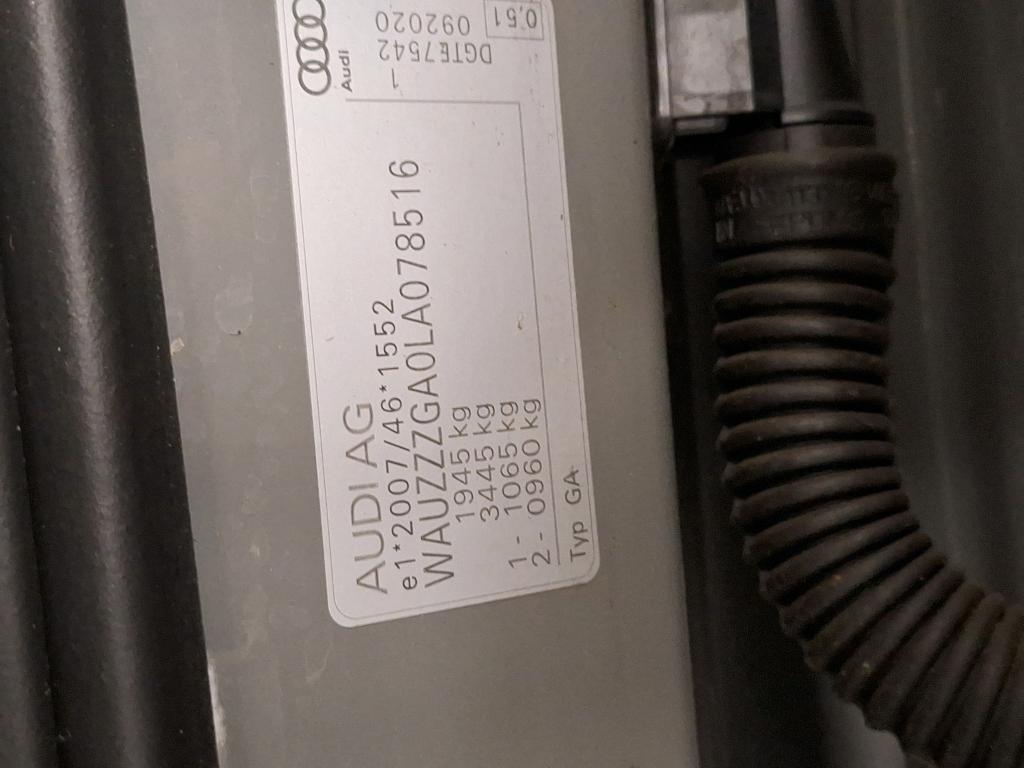 AUDI AG
e1*2007/46*1552
WAUZZZGA0LA078516
1945 kg
3445 kg
1 - 1065 kg
2 - 0960 kg
Typ GA
Audi
DGTE7542
092020
0,51